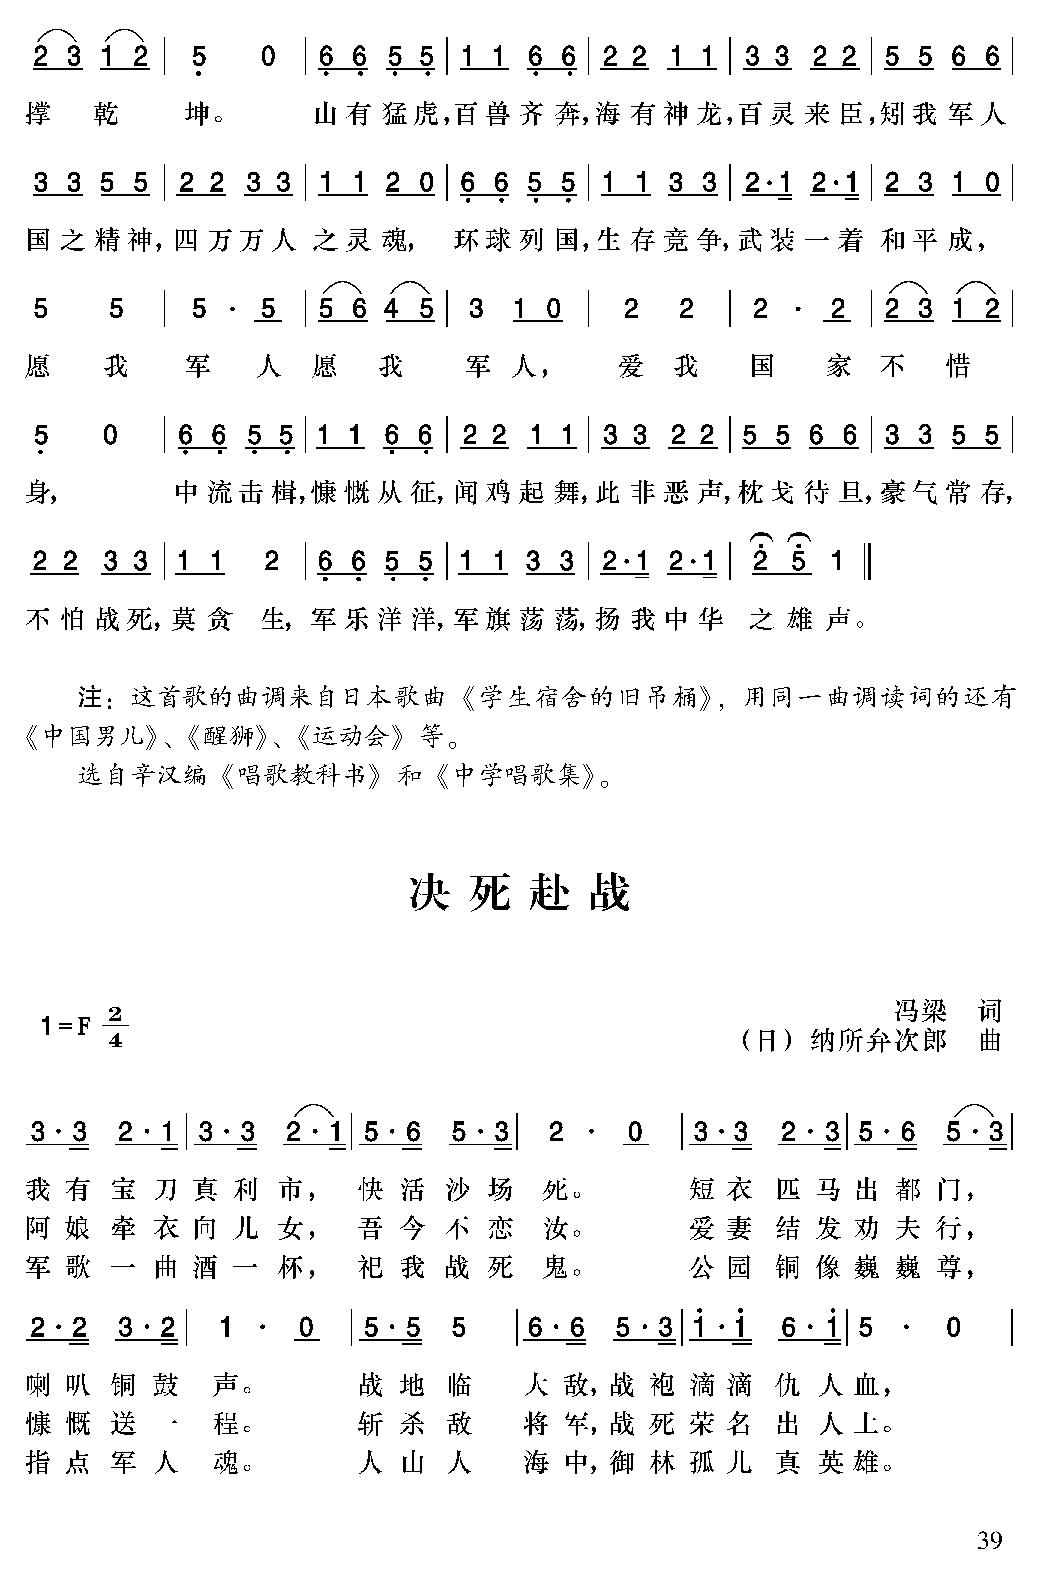 2 3 1 2 | 5 0 | 6 6 5 5 | 1 1 6 6 | 2 2 1 1 | 3 3 2 2 | 5 5 6 6 |
撑 乾 坤。 山有猛虎,百兽齐奔,海有神龙,百灵来臣,矧我军人
3 3 5 5 | 2 2 3 3 | 1 1 2 0 | 6 6 5 5 | 1 1 3 3 | 2·1 2·1 | 2 3 1 0 |
国之精神,四万万人之灵魂, 环球列国,生存竞争,武装一着和平成,
5 5 | 5 · 5 | 5 6 4 5 | 3 1 0 | 2 2 | 2 · 2 | 2 3 1 2 |
愿 我 军 人 愿 我 军 人, 爱 我 国 家 不 惜
5 0 | 6 6 5 5 | 1 1 6 6 | 2 2 1 1 | 3 3 2 2 | 5 5 6 6 | 3 3 5 5 |
身, 中流击楫,慷慨从征,闻鸡起舞,此非恶声,枕戈待旦,豪气常存,
2 2 3 3 | 1 1 2 | 6 6 5 5 | 1 1 3 3 | 2·1 2·1 | 2 5 1 ‖
不怕战死,莫贪 生,军乐洋洋,军旗荡荡,扬我中华 之雄声。
注：这首歌的曲调来自日本歌曲《学生宿舍的旧吊桶》，用同一曲调读词的还有
《中国男儿》、《醒狮》、《运动会》等。
选自辛汉编《唱歌教科书》和《中学唱歌集》。
决死赴战
1=F 2/4
冯梁 词
（日）纳所弁次郎 曲
3·3 2·1 | 3·3 2·1 | 5·6 5·3 | 2 · 0 | 3·3 2·3 | 5·6 5·3 |
我有宝刀真利市, 快活沙场死。 短衣匹马出都门,
阿娘牵衣向儿女, 吾今不恋汝。 爱妻结发劝夫行,
军歌一曲酒一杯, 祀我战死鬼。 公园铜像巍巍尊,
2·2 3·2 | 1 · 0 | 5·5 5 | 6·6 5·3 | 1·1 6·1 | 5 · 0 |
喇叭铜鼓声。 战地临大敌,战袍滴滴仇人血,
慷慨送一程。 斩杀敌将军,战死荣名出人上。
指点军人魂。 人山人海中,御林孤儿真英雄。
39